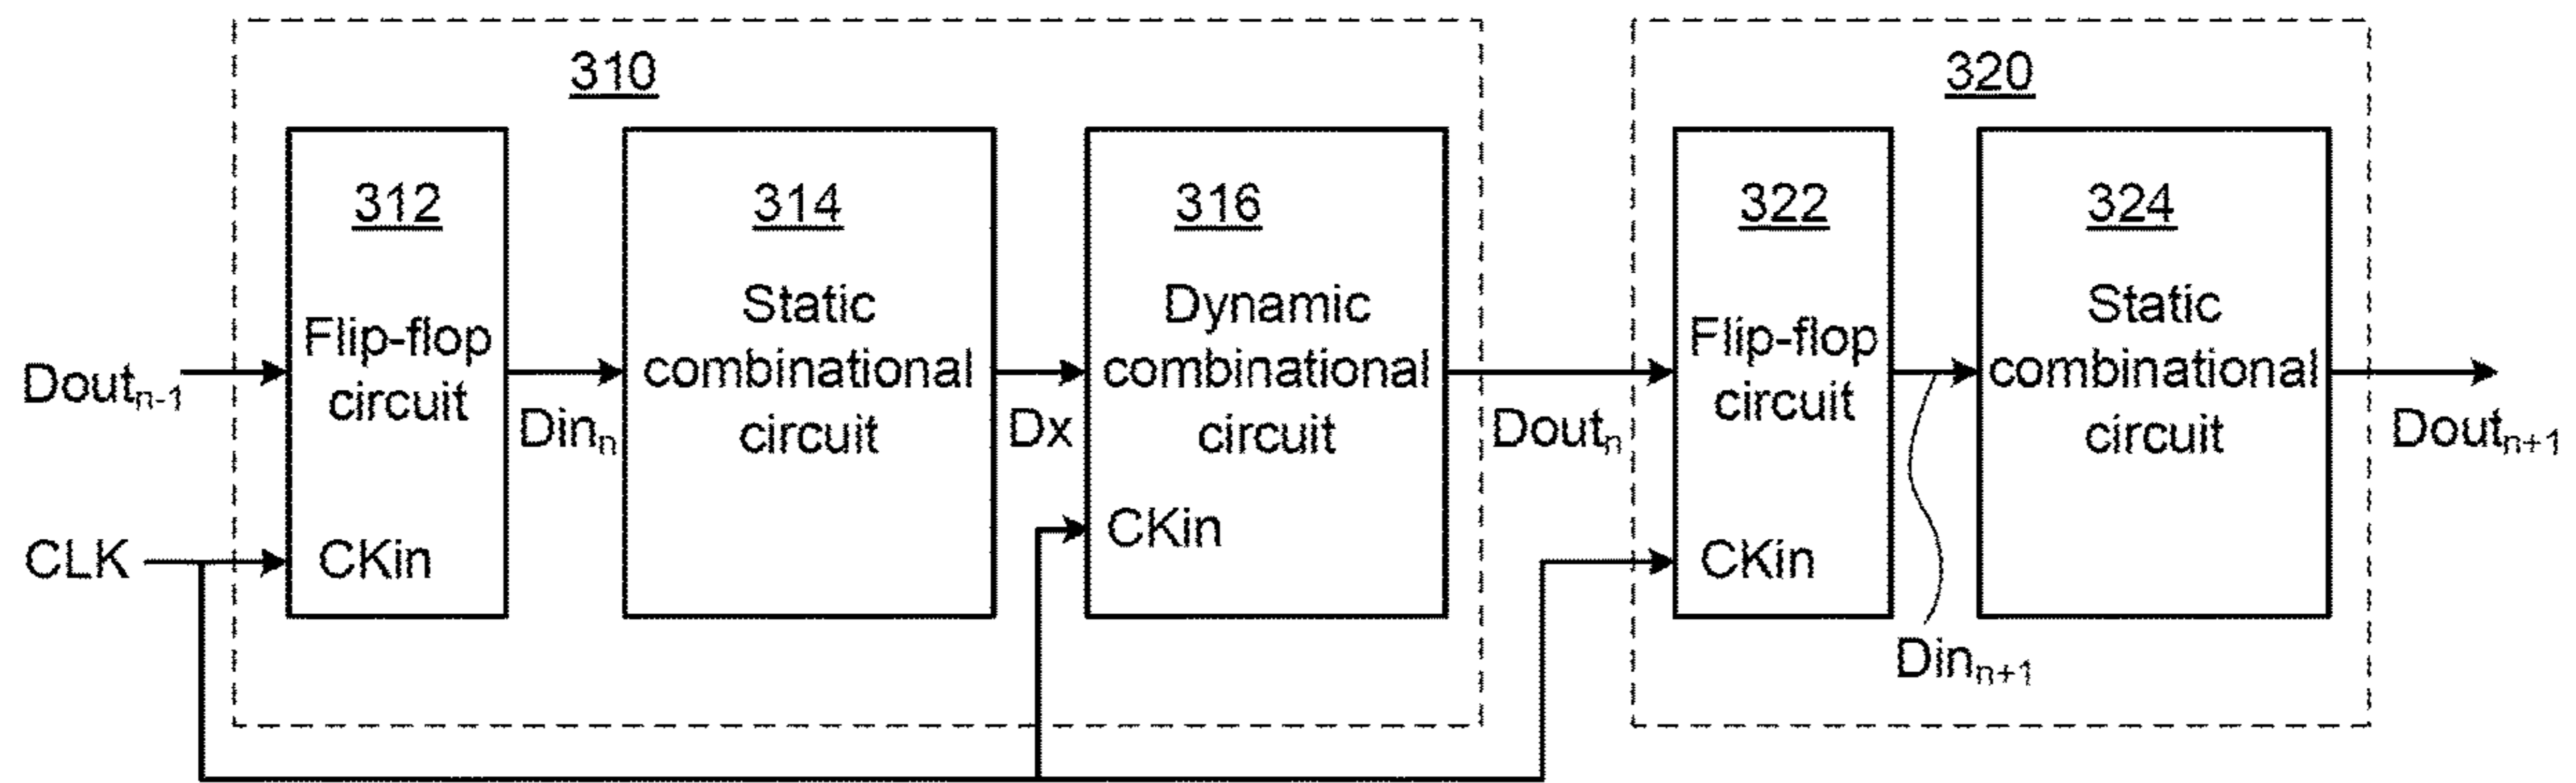 310
320
312
Flip-flop
circuit
CKin
314
Static
combinational
circuit
316
Dynamic
combinational
circuit
CKin
322
Flip-flop
circuit
CKin
324
Static
combinational
circuit
Doutn-1
CLK
Dinn
Dx
Doutn
Dinn+1
Doutn+1